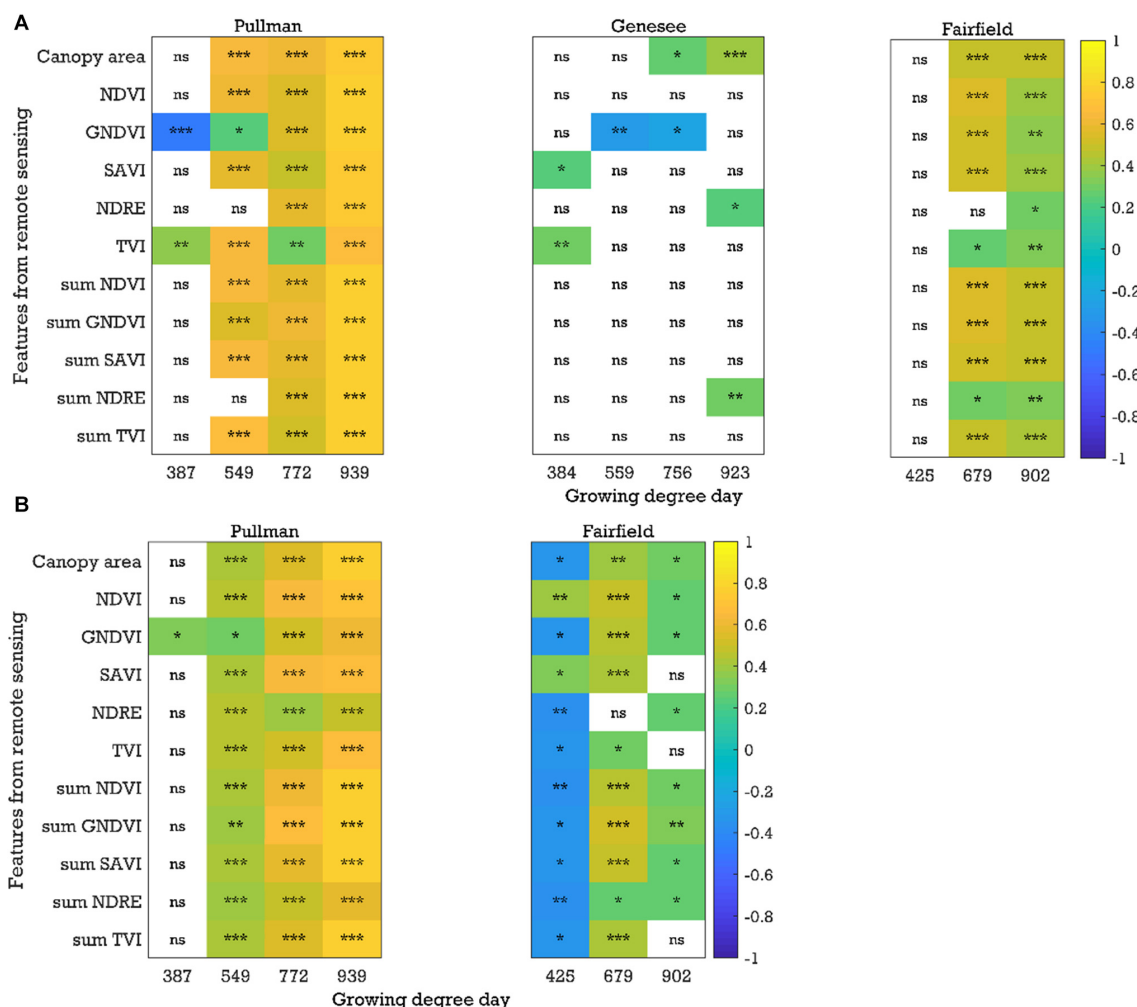 A
Pullman
Genesee
Fairfield
Features from remote sensing
Canopy area ns *** *** *** ns ns * *** ns *** ***
NDVI ns *** *** *** ns ns ns ns ns *** ***
GNDVI *** * *** *** ns ** * ns ns *** **
SAVI ns *** *** *** * ns ns ns ns *** ***
NDRE ns ns *** *** ns ns ns * ns ns *
TVI ** *** ** *** ** ns ns ns ns * **
sum NDVI ns *** *** *** ns ns ns ns ns *** ***
sum GNDVI ns *** *** *** ns ns ns ns ns *** ***
sum SAVI ns *** *** *** ns ns ns ns ns *** ***
sum NDRE ns ns *** *** ns ns ns ** ns * **
sum TVI ns *** *** *** ns ns ns ns ns *** ***
387 549 772 939
384 559 756 923
425 679 902
Growing degree day
1
0.8
0.6
0.4
0.2
0
-0.2
-0.4
-0.6
-0.8
-1
B
Pullman
Fairfield
Features from remote sensing
Canopy area ns *** *** *** * ** *
NDVI ns *** *** *** ** *** *
GNDVI * * *** *** * *** *
SAVI ns *** *** *** * *** ns
NDRE ns *** *** *** ** ns *
TVI ns *** *** *** * * ns
sum NDVI ns *** *** *** ** *** *
sum GNDVI ns ** *** *** * *** **
sum SAVI ns *** *** *** * *** *
sum NDRE ns *** *** *** ** * *
sum TVI ns *** *** *** * *** ns
387 549 772 939
425 679 902
Growing degree day
1
0.8
0.6
0.4
0.2
0
-0.2
-0.4
-0.6
-0.8
-1